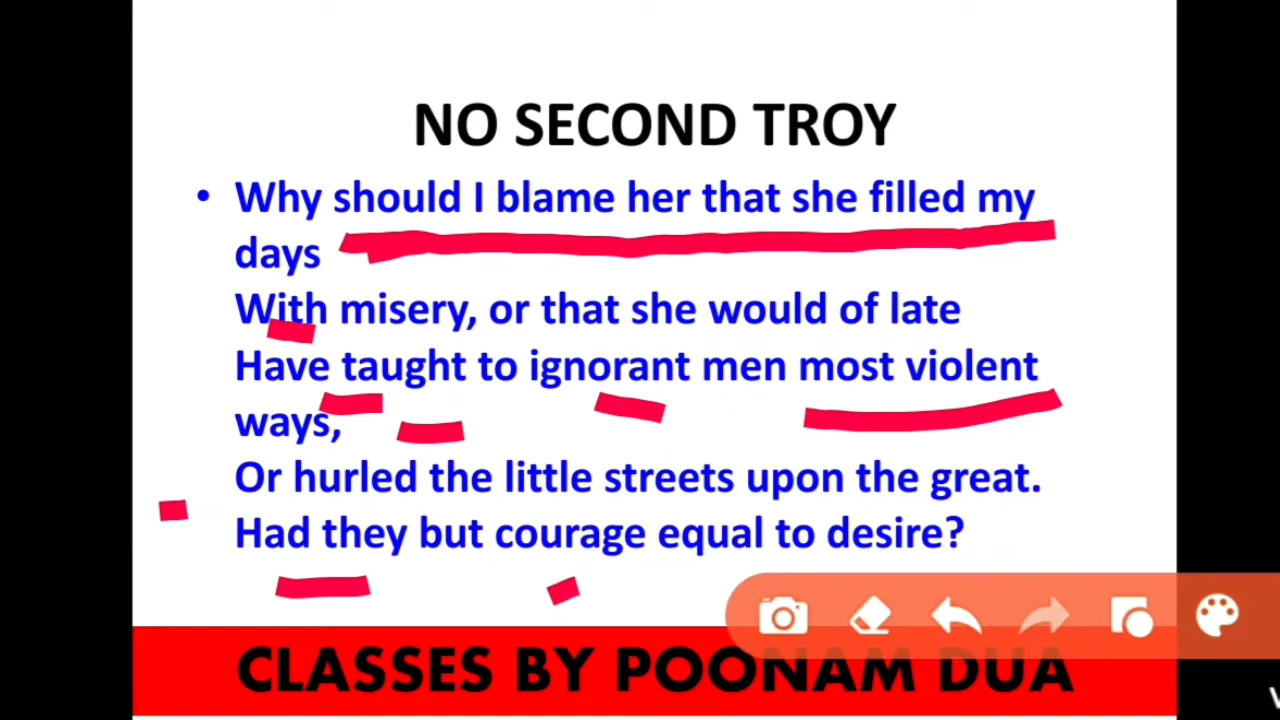 NO SECOND TROY
• Why should I blame her that she filled my
days
With misery, or that she would of late
Have taught to ignorant men most violent
ways,
Or hurled the little streets upon the great.
Had they but courage equal to desire?
CLASSES BY POONAM DUA